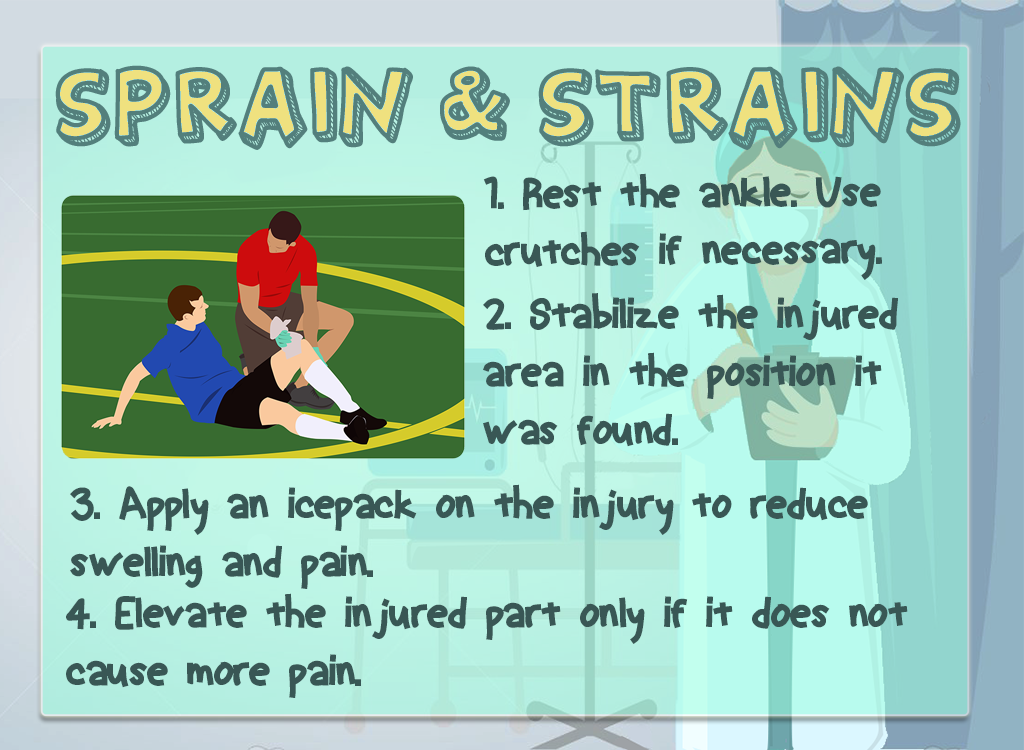 SPRAIN & STRAINS
1. Rest the ankle. Use
crutches if necessary.
2. Stabilize the injured
area in the position it
was found.
3. Apply an icepack on the injury to reduce
swelling and pain.
4. Elevate the injured part only if it does not
cause more pain.